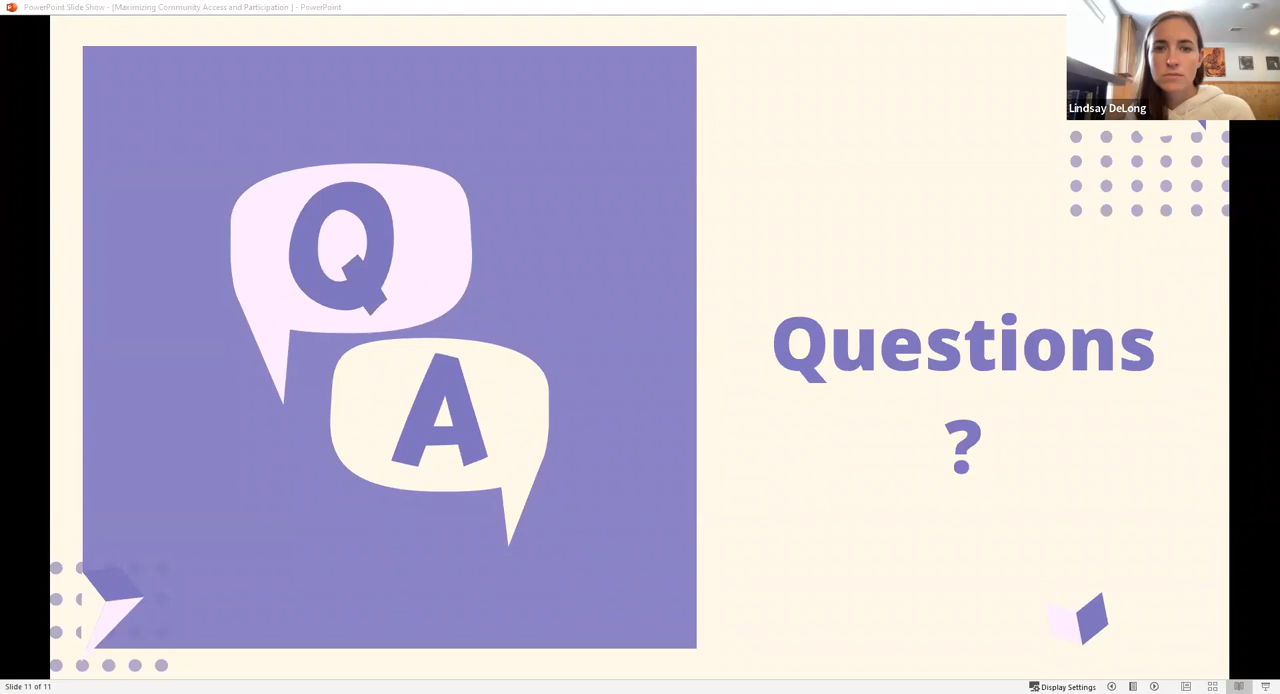 PowerPoint Slide Show - [Maximizing Community Access and Participation ] - PowerPoint
Lindsay DeLong
Q
A
Questions
?
Slide 11 of 11
Display Settings